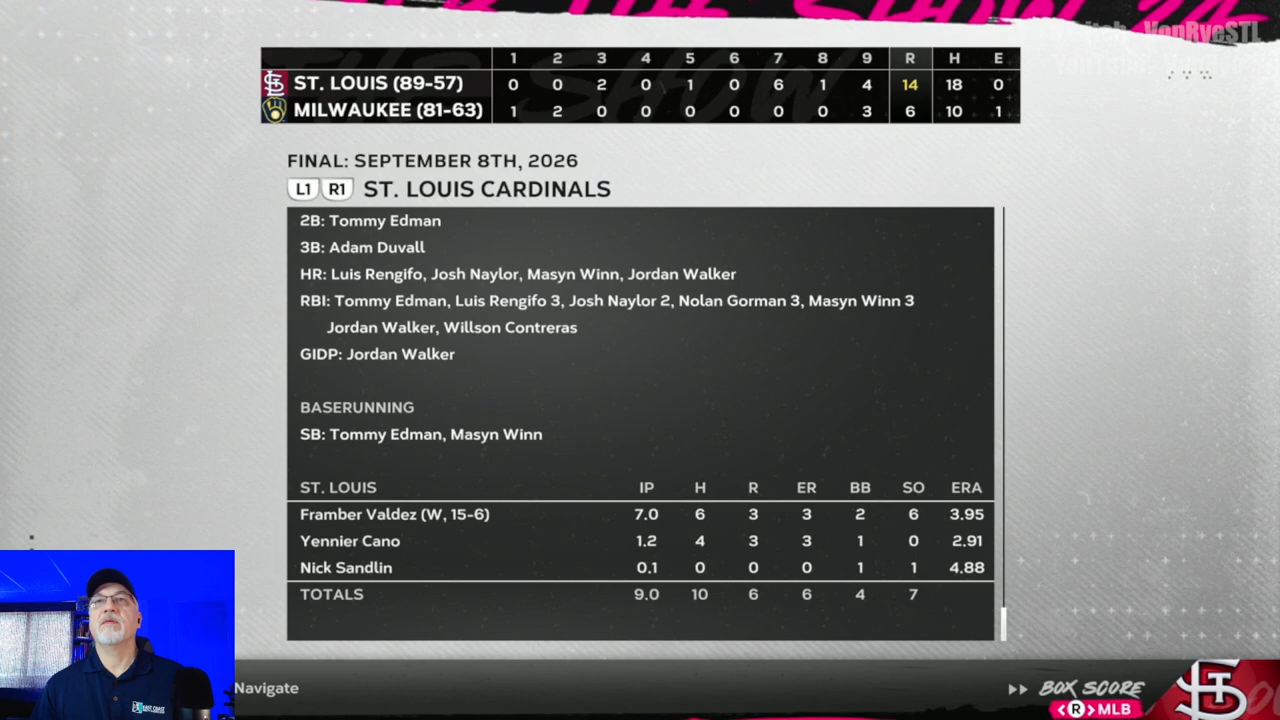 THE SHOW 24
VonRyeSTL
1 2 3 4 5 6 7 8 9 R H E
ST. LOUIS (89-57) 0 0 2 0 1 0 6 1 4 14 18 0
MILWAUKEE (81-63) 1 2 0 0 0 0 0 0 3 6 10 1
FINAL: SEPTEMBER 8TH, 2026
L1 R1 ST. LOUIS CARDINALS
2B: Tommy Edman
3B: Adam Duvall
HR: Luis Rengifo, Josh Naylor, Masyn Winn, Jordan Walker
RBI: Tommy Edman, Luis Rengifo 3, Josh Naylor 2, Nolan Gorman 3, Masyn Winn 3
Jordan Walker, Willson Contreras
GIDP: Jordan Walker
BASERUNNING
SB: Tommy Edman, Masyn Winn
ST. LOUIS IP H R ER BB SO ERA
Framber Valdez (W, 15-6) 7.0 6 3 3 2 6 3.95
Yennier Cano 1.2 4 3 3 1 0 2.91
Nick Sandlin 0.1 0 0 0 1 1 4.88
TOTALS 9.0 10 6 6 4 7
EAST COAST
Navigate
BOX SCORE
R MLB